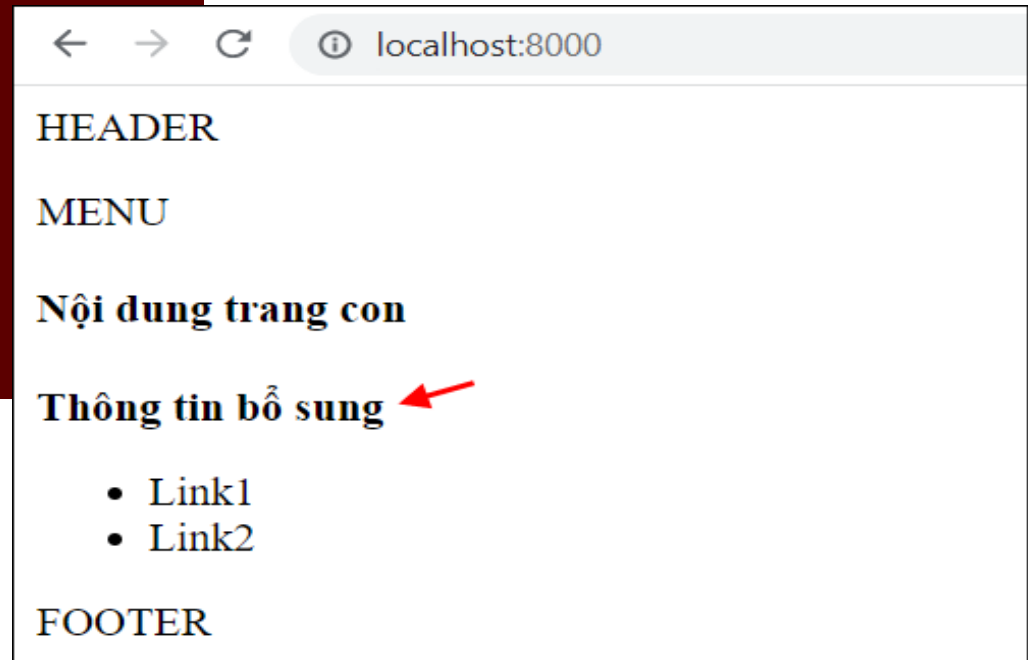 localhost:8000
HEADER
MENU
Nội dung trang con
Thông tin bổ sung
Link1
Link2
FOOTER